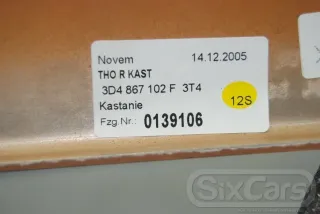 Novem 14.12.2005
THO R KAST
3D4 867 102 F 3T4
Kastanie 12S
Fzg.Nr.: 0139106
SixCars